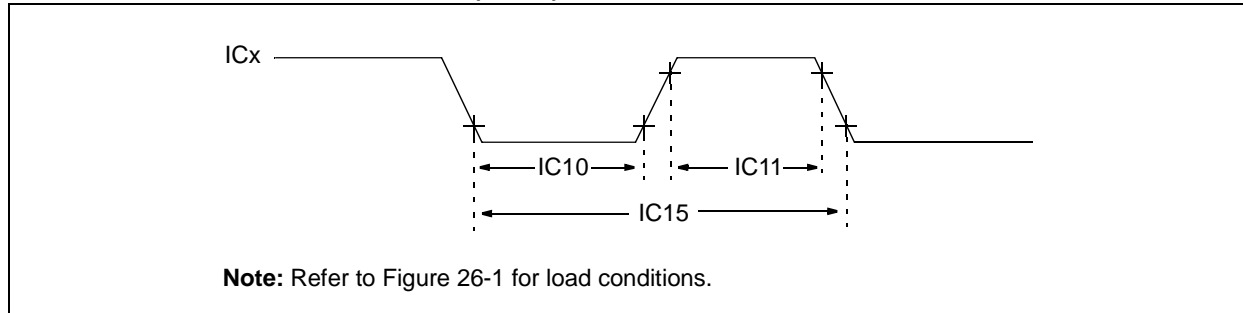 ICx
IC10
IC11
IC15
Note: Refer to Figure 26-1 for load conditions.